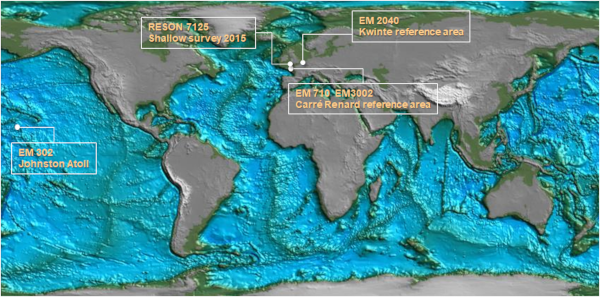 RESON 7125
Shallow survey 2015
EM 2040
Kwinte reference area
EM 710 EM3002
Carré Renard reference area
EM 302
Johnston Atoll